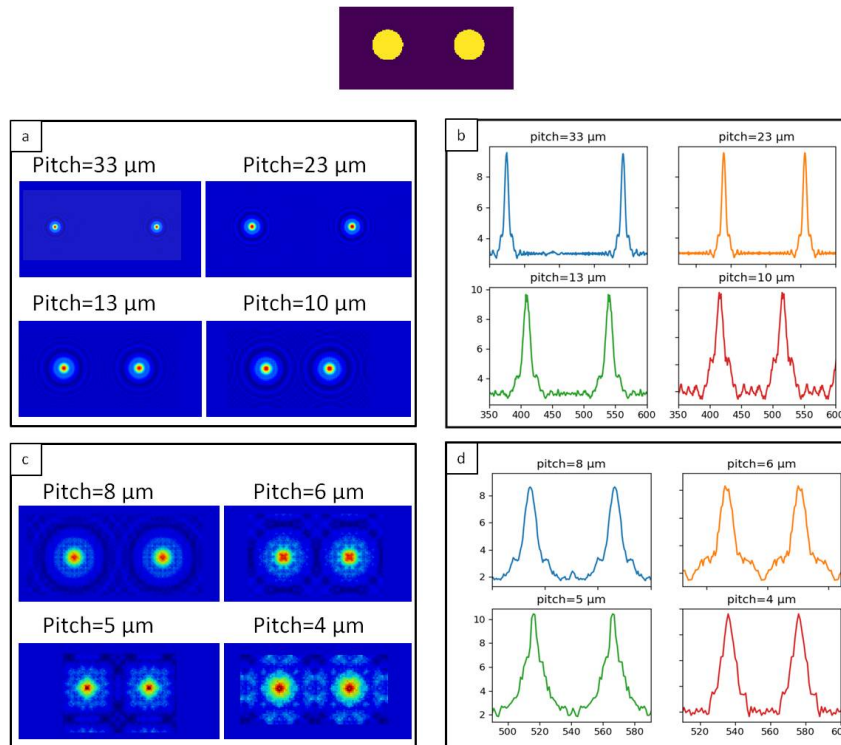 a
Pitch=33 μm Pitch=23 μm
Pitch=13 μm Pitch=10 μm
b
pitch=33 μm pitch=23 μm
8
6
4
pitch=13 μm pitch=10 μm
10
8
6
4
350 400 450 500 550 600 350 400 450 500 550 600
c
Pitch=8 μm Pitch=6 μm
Pitch=5 μm Pitch=4 μm
d
pitch=8 μm pitch=6 μm
8
6
4
2
pitch=5 μm pitch=4 μm
10
8
6
4
2
500 520 540 560 580 520 540 560 580 60